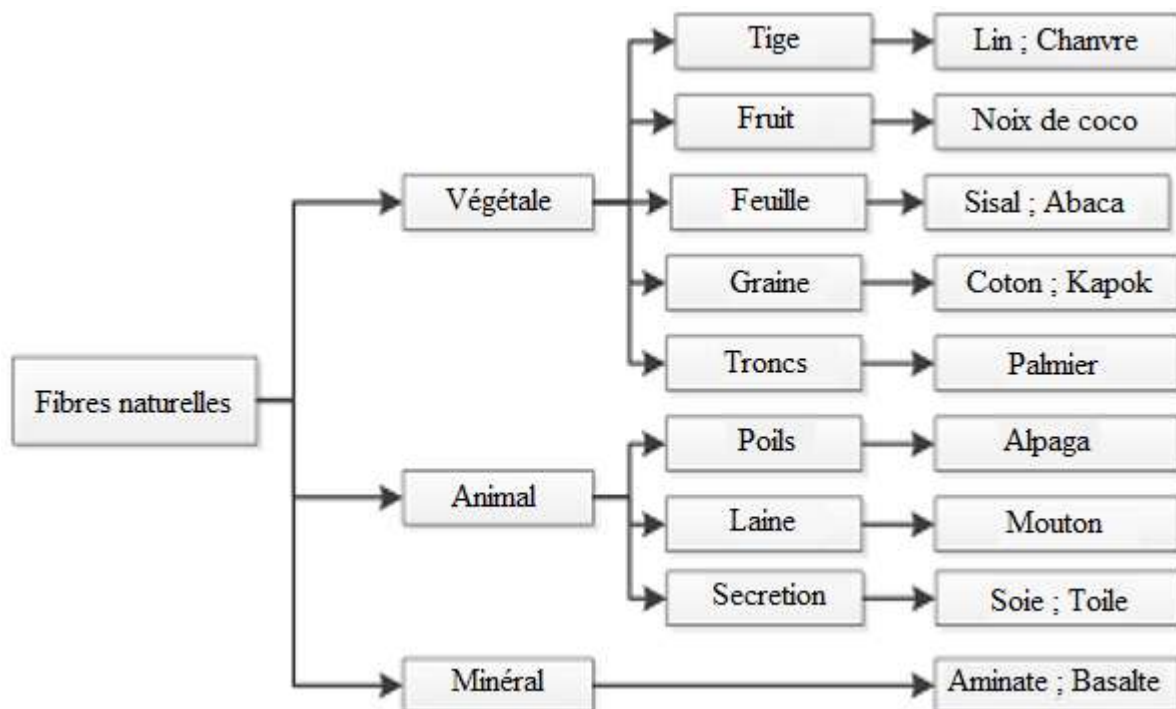 Tige
Lin ; Chanvre
Fruit
Noix de coco
Végétale
Feuille
Sisal ; Abaca
Graine
Coton ; Kapok
Troncs
Palmier
Fibres naturelles
Poils
Alpaga
Animal
Laine
Mouton
Secretion
Soie ; Toile
Minéral
Aminate ; Basalte